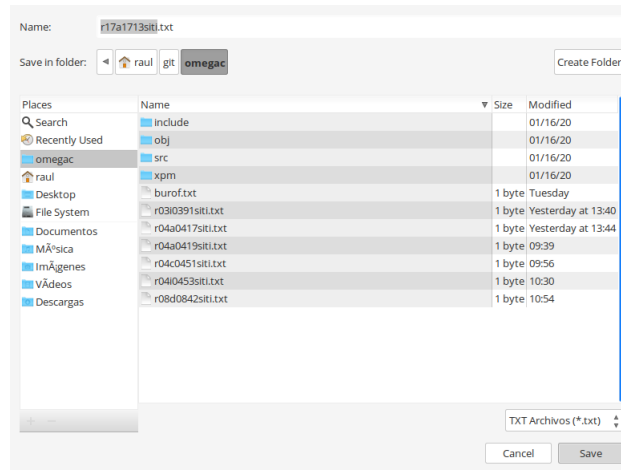 Name: r17a1713siti.txt
Save in folder: raul git omegac Create Folder
Places Name Size Modified
Search include 01/16/20
Recently Used obj 01/16/20
omegac src 01/16/20
raul xpm 01/16/20
Desktop burof.txt 1 byte Tuesday
File System r03i0391siti.txt 1 byte Yesterday at 13:40
Documentos r04a0417siti.txt 1 byte Yesterday at 13:44
MÃºsica r04a0419siti.txt 1 byte 09:39
ImÃ¡genes r04c0451siti.txt 1 byte 09:56
VÃdeos r04i0453siti.txt 1 byte 10:30
Descargas r08d0842siti.txt 1 byte 10:54
TXT Archivos (*.txt)
Cancel Save